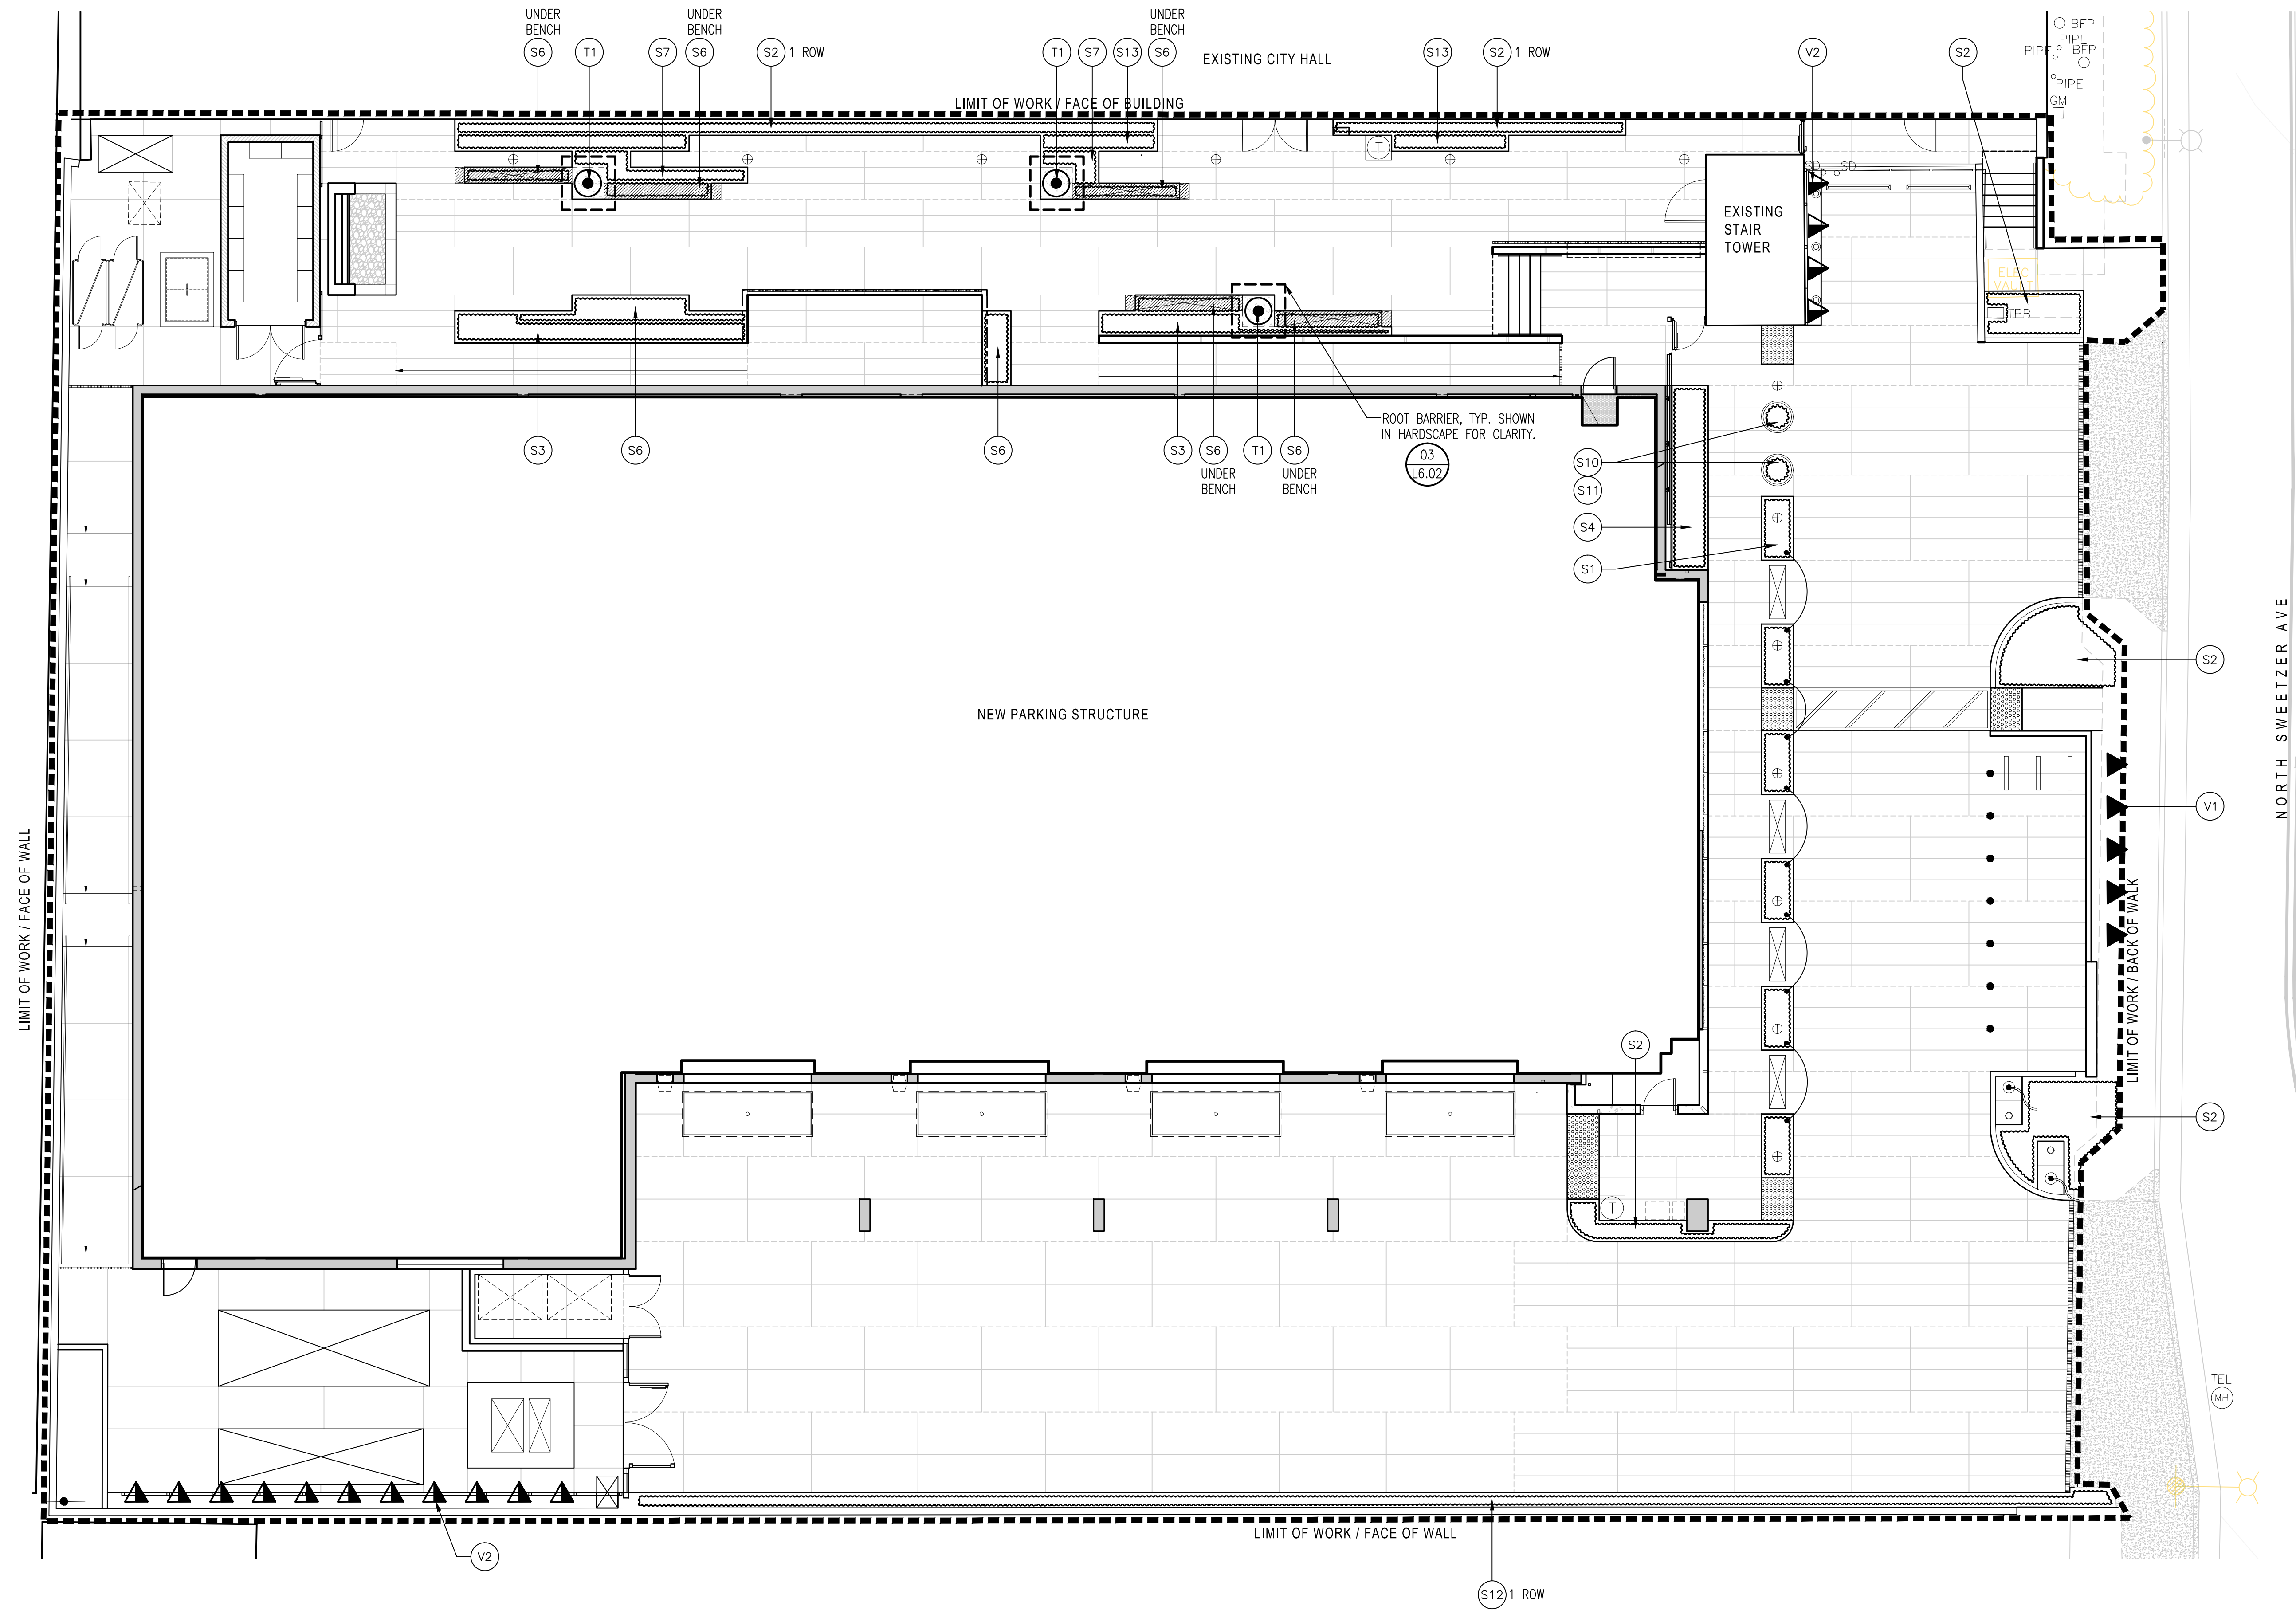 UNDER
BENCH
UNDER
BENCH
UNDER
BENCH
S6
T1
S7
S6
S2 1 ROW
T1
S7
S13
S6
EXISTING CITY HALL
S13
S2 1 ROW
V2
S2
BFP
PIPE
PIPE
BFP
PIPE
GM
LIMIT OF WORK / FACE OF BUILDING
T
SD
SD
EXISTING
STAIR
TOWER
ELEC
VAULT
TPB
ROOT BARRIER, TYP. SHOWN
IN HARDSCAPE FOR CLARITY.
03
L6.02
S3
S6
S6
S3
S6
T1
S6
UNDER
BENCH
UNDER
BENCH
S10
S11
S4
S1
NORTH SWEETZER AVE
S2
NEW PARKING STRUCTURE
V1
LIMIT OF WORK / FACE OF WALL
LIMIT OF WORK / BACK OF WALK
S2
S2
T
TEL
MH
LIMIT OF WORK / FACE OF WALL
V2
S12 1 ROW